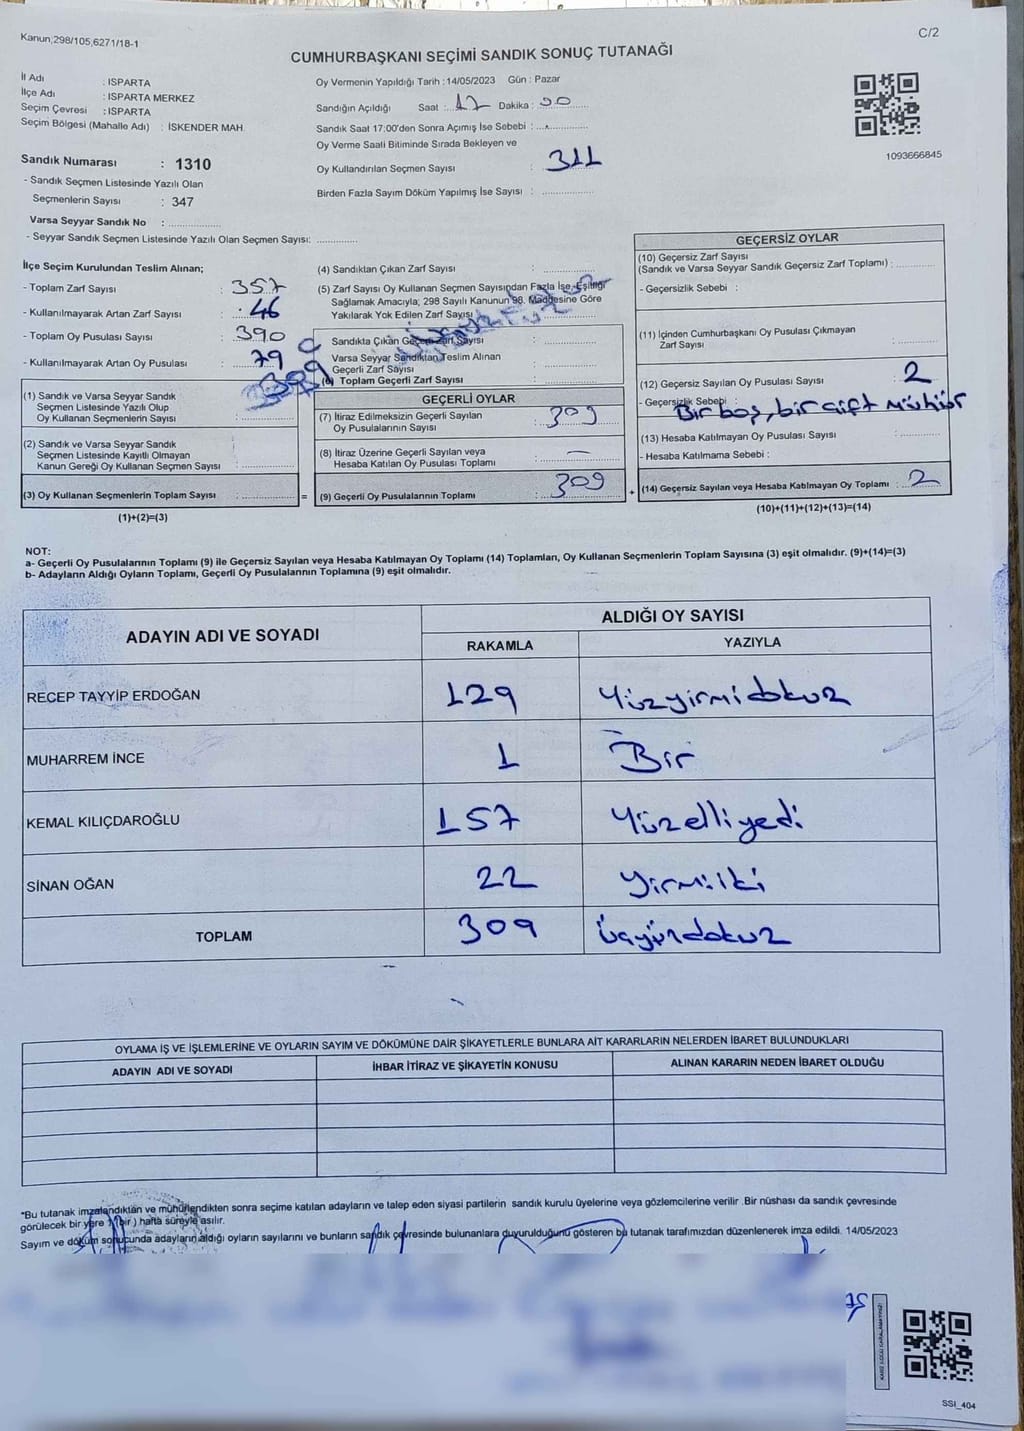 Kanun;298/105,6271/18-1
C/2
CUMHURBAŞKANI SEÇİMİ SANDIK SONUÇ TUTANAĞI
İl Adı : ISPARTA
İlçe Adı : ISPARTA MERKEZ
Seçim Çevresi : ISPARTA
Seçim Bölgesi (Mahalle Adı) : İSKENDER MAH.
Sandık Numarası : 1310
- Sandık Seçmen Listesinde Yazılı Olan
Seçmenlerin Sayısı : 347
Varsa Seyyar Sandık No : ..................
- Seyyar Sandık Seçmen Listesinde Yazılı Olan Seçmen Sayısı: ..............
Oy Vermenin Yapıldığı Tarih : 14/05/2023 Gün : Pazar
Sandığın Açıldığı Saat : 17 Dakika : 00
Sandık Saat 17:00'den Sonra Açımış İse Sebebi : ................
Oy Verme Saali Bitiminde Sırada Bekleyen ve
Oy Kullandırılan Seçmen Sayısı : 311
Birden Fazla Sayım Döküm Yapılmış İse Sayısı : ................
1093666845
İlçe Seçim Kurulundan Teslim Alınan;
- Toplam Zarf Sayısı : 357
- Kullanılmayarak Artan Zarf Sayısı : 46
- Toplam Oy Pusulası Sayısı : 390
- Kullanılmayarak Artan Oy Pusulası : 79
(1) Sandık ve Varsa Seyyar Sandık
Seçmen Listesinde Yazılı Olup
Oy Kullanan Seçmenlerin Sayısı : ................
(2) Sandık ve Varsa Seyyar Sandık
Seçmen Listesinde Kayıtlı Olmayan
Kanun Gereği Oy Kullanan Seçmen Sayısı : ................
(3) Oy Kullanan Seçmenlerin Toplam Sayısı : ................ =
(1)+(2)=(3)
(4) Sandıktan Çıkan Zarf Sayısı : ................
(5) Zarf Sayısı Oy Kullanan Seçmen Sayısından Fazla İse, Eşitliği
Sağlamak Amacıyla; 298 Sayılı Kanunun 98. Maddesine Göre
Yakılarak Yok Edilen Zarf Sayısı : ................
Sandıkta Çıkan Geçerli Zarf Sayısı : ................
Varsa Seyyar Sandıktan Teslim Alınan
Geçerli Zarf Sayısı : ................
(6) Toplam Geçerli Zarf Sayısı : ................
GEÇERLİ OYLAR
(7) İtiraz Edilmeksizin Geçerli Sayılan
Oy Pusulalarının Sayısı : 309
(8) İtiraz Üzerine Geçerli Sayılan veya
Hesaba Katılan Oy Pusulası Toplamı : —
(9) Geçerli Oy Pusulalarının Toplamı : 309 +
GEÇERSİZ OYLAR
(10) Geçersiz Zarf Sayısı
(Sandık ve Varsa Seyyar Sandık Geçersiz Zarf Toplamı) : ................
- Geçersizlik Sebebi :
(11) İçinden Cumhurbaşkanı Oy Pusulası Çıkmayan
Zarf Sayısı : ................
(12) Geçersiz Sayılan Oy Pusulası Sayısı : 2
- Geçersizlik Sebebi :
Bir boş, bir çift Mühür
(13) Hesaba Katılmayan Oy Pusulası Sayısı : ................
- Hesaba Katılmama Sebebi :
(14) Geçersiz Sayılan veya Hesaba Katılmayan Oy Toplamı : 2
(10)+(11)+(12)+(13)=(14)
NOT:
a- Geçerli Oy Pusulalarının Toplamı (9) ile Geçersiz Sayılan veya Hesaba Katılmayan Oy Toplamı (14) Toplamları, Oy Kullanan Seçmenlerin Toplam Sayısına (3) eşit olmalıdır. (9)+(14)=(3)
b- Adayların Aldığı Oyların Toplamı, Geçerli Oy Pusulalarının Toplamına (9) eşit olmalıdır.
ADAYIN ADI VE SOYADI
ALDIĞI OY SAYISI
RAKAMLA YAZIYLA
RECEP TAYYİP ERDOĞAN 129 Yüzyirmidokuz
MUHARREM İNCE 1 Bir
KEMAL KILIÇDAROĞLU 157 Yüzelliyedi
SİNAN OĞAN 22 Yirmiiki
TOPLAM 309 üçyüzdokuz
OYLAMA İŞ VE İŞLEMLERİNE VE OYLARIN SAYIM VE DÖKÜMÜNE DAİR ŞİKAYETLERLE BUNLARA AİT KARARLARIN NELERDEN İBARET BULUNDUKLARI
ADAYIN ADI VE SOYADI İHBAR İTİRAZ VE ŞİKAYETİN KONUSU ALINAN KARARIN NEDEN İBARET OLDUĞU
*Bu tutanak imzalandıktan ve mühürlendikten sonra seçime katılan adayların ve talep eden siyasi partilerin sandık kurulu üyelerine veya gözlemcilerine verilir .Bir nüshası da sandık çevresinde
görülecek bir yere 1 (bir ) hafta süreyle asılır.
Sayım ve döküm sonucunda adayların aldığı oyların sayılarını ve bunların sandık çevresinde bulunanlara duyurulduğunu gösteren bu tutanak tarafımızdan düzenlenerek imza edildi. 14/05/2023
SSI_404